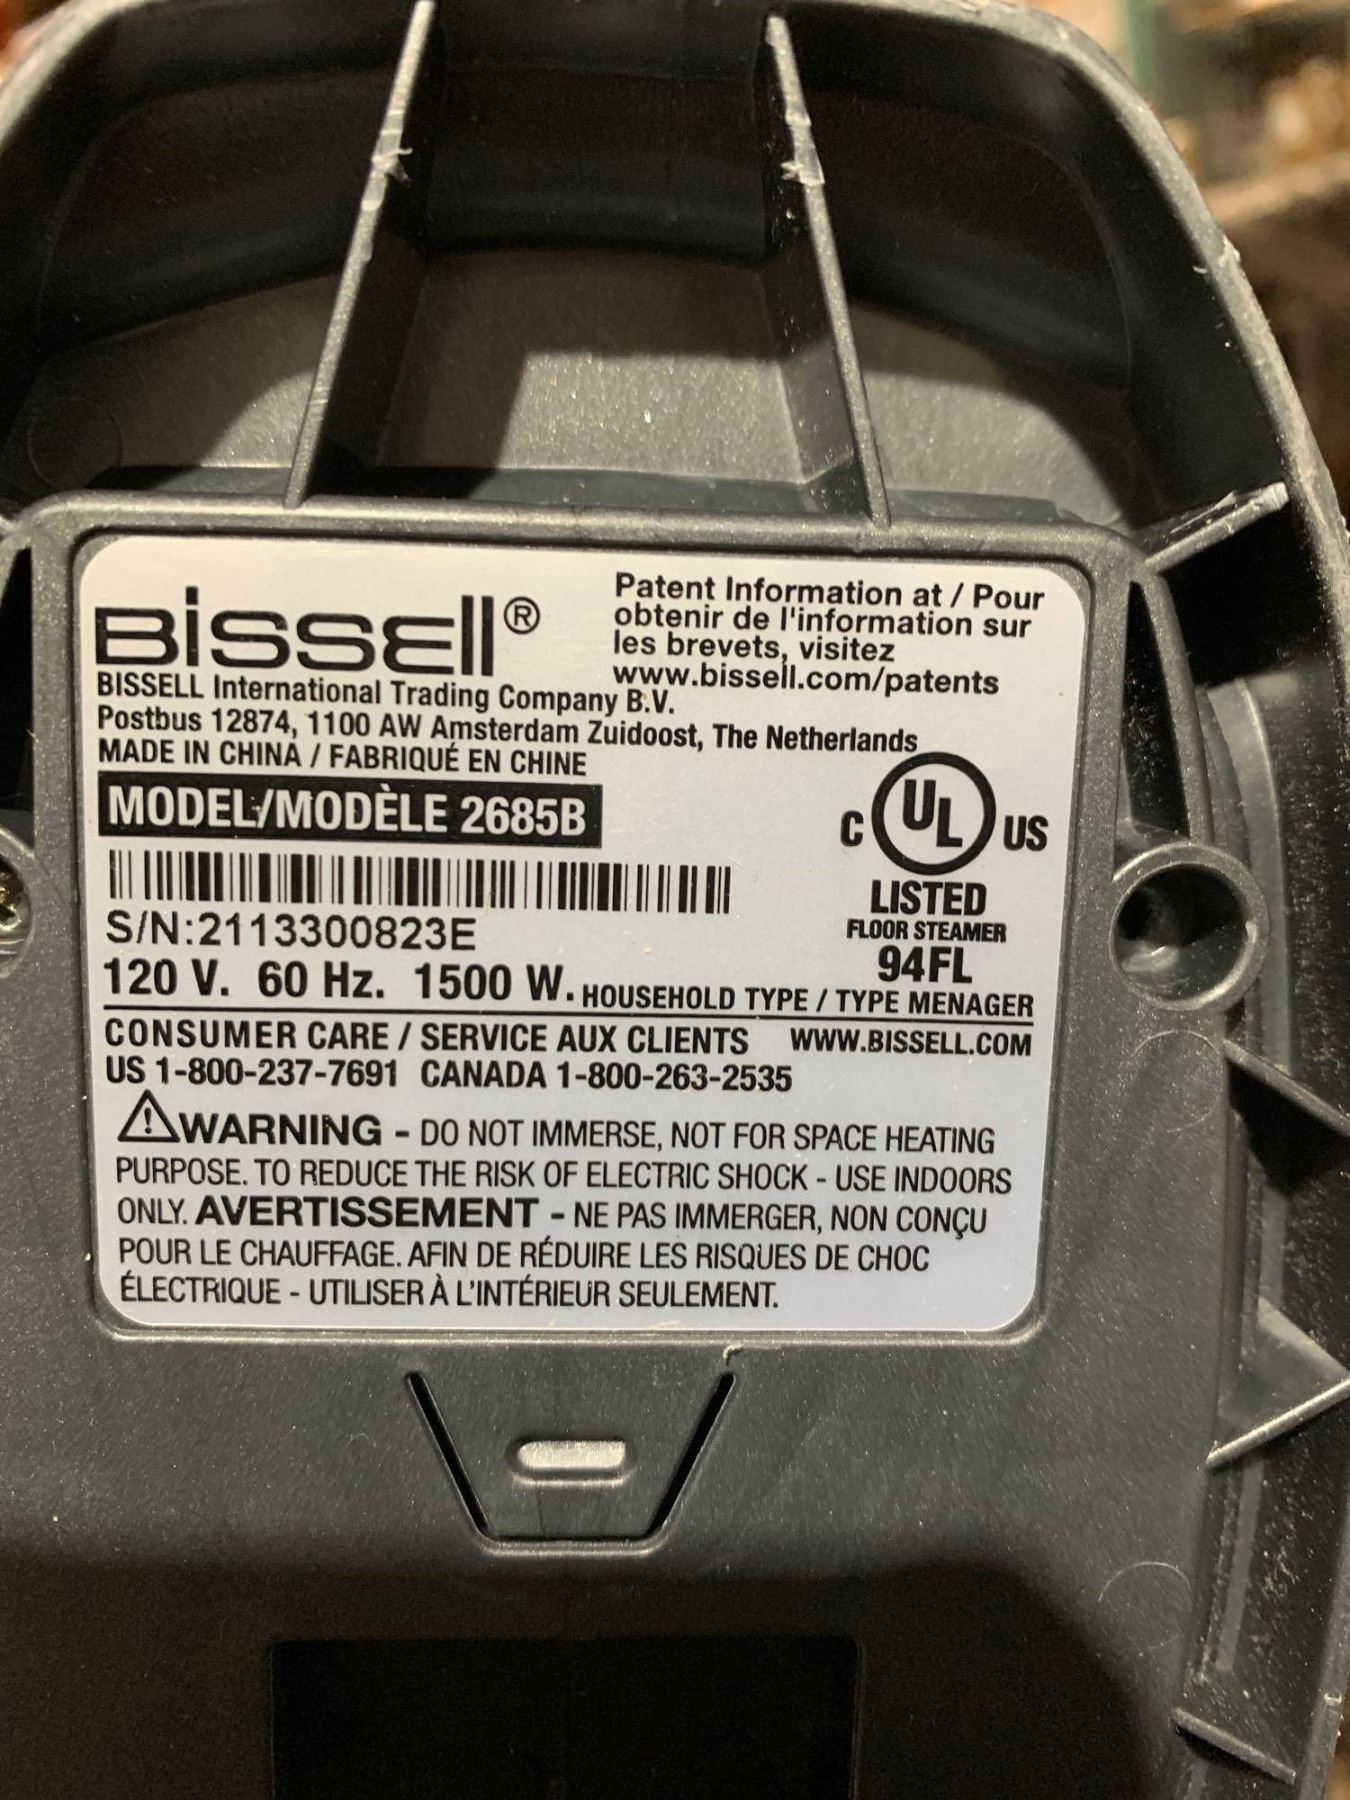 BISSELL®
Patent Information at / Pour
obtenir de l'information sur
les brevets, visitez
www.bissell.com/patents
BISSELL International Trading Company B.V.
Postbus 12874, 1100 AW Amsterdam Zuidoost, The Netherlands
MADE IN CHINA / FABRIQUÉ EN CHINE
MODEL/MODÈLE 2685B
C UL US
LISTED
FLOOR STEAMER
94FL
S/N:2113300823E
120 V. 60 Hz. 1500 W. HOUSEHOLD TYPE / TYPE MENAGER
CONSUMER CARE / SERVICE AUX CLIENTS WWW.BISSELL.COM
US 1-800-237-7691 CANADA 1-800-263-2535
⚠WARNING - DO NOT IMMERSE, NOT FOR SPACE HEATING
PURPOSE. TO REDUCE THE RISK OF ELECTRIC SHOCK - USE INDOORS
ONLY. AVERTISSEMENT - NE PAS IMMERGER, NON CONÇU
POUR LE CHAUFFAGE. AFIN DE RÉDUIRE LES RISQUES DE CHOC
ÉLECTRIQUE - UTILISER À L'INTÉRIEUR SEULEMENT.